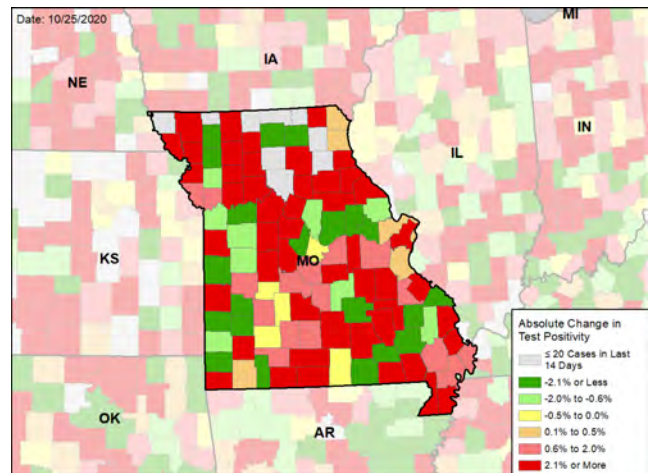 Date: 10/25/2020
MI
IA
NE
IN
IL
KS
MO
OK
AR
Absolute Change in
Test Positivity
≤ 20 Cases in Last
14 Days
-2.1% or Less
-2.0% to -0.6%
-0.5% to 0.0%
0.1% to 0.5%
0.6% to 2.0%
2.1% or More